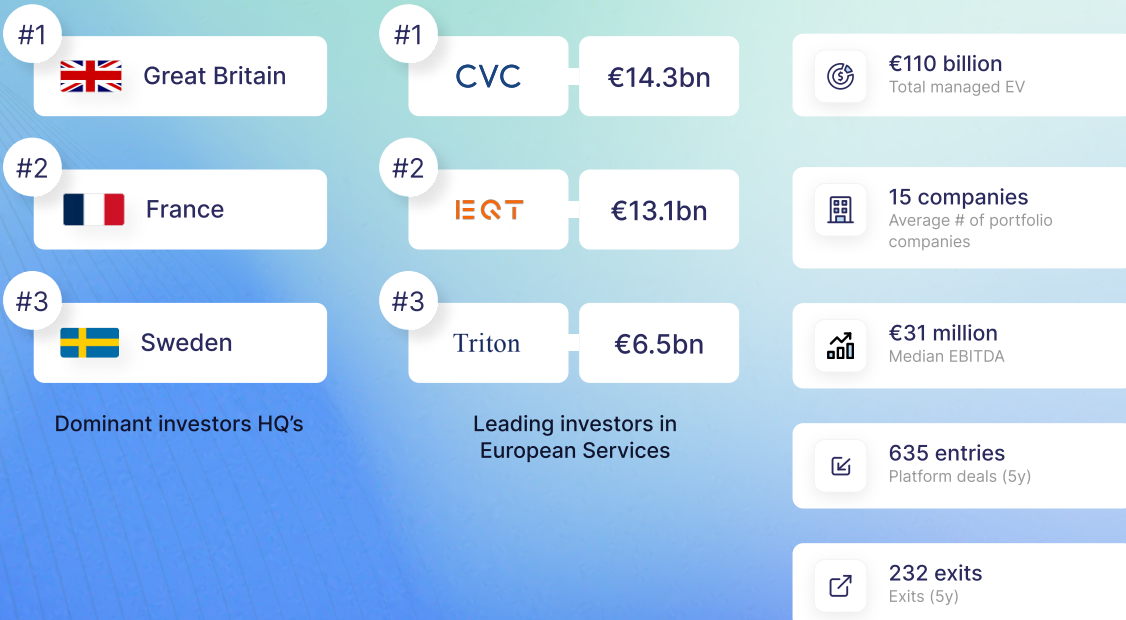 #1
Great Britain
#2
France
#3
Sweden
Dominant investors HQ’s
#1
CVC
€14.3bn
#2
EQT
€13.1bn
#3
Triton
€6.5bn
Leading investors in
European Services
€110 billion
Total managed EV
15 companies
Average # of portfolio
companies
€31 million
Median EBITDA
635 entries
Platform deals (5y)
232 exits
Exits (5y)